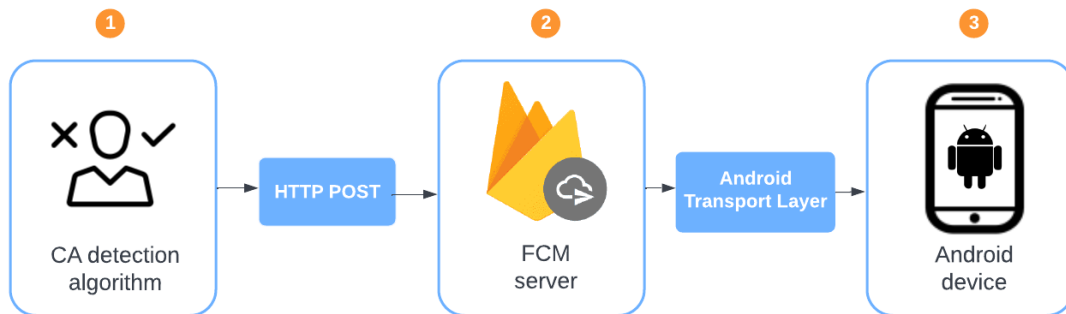 1
2
3
HTTP POST
Android
Transport Layer
CA detection
algorithm
FCM
server
Android
device